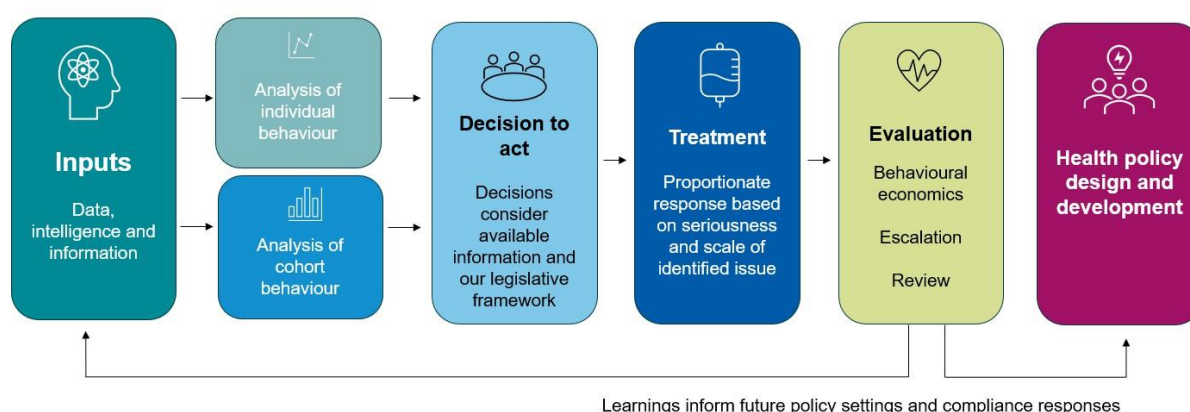 Inputs
Data,
intelligence and
information
Analysis of
individual
behaviour
Analysis of
cohort
behaviour
Decision to
act
Decisions
consider
available
information and
our legislative
framework
Treatment
Proportionate
response based
on seriousness
and scale of
identified issue
Evaluation
Behavioural
economics
Escalation
Review
Health policy
design and
development
Learnings inform future policy settings and compliance responses